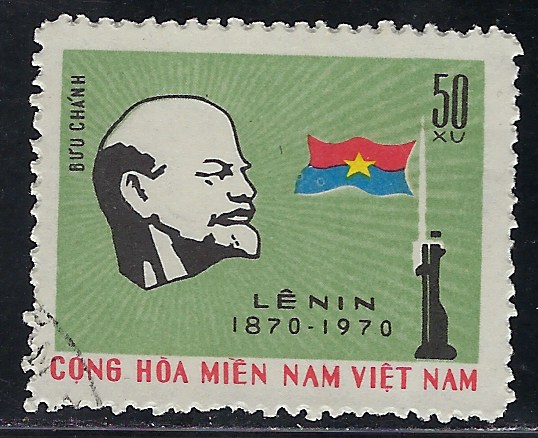 BƯU CHÁNH
50
XU
LÊNIN
1870-1970
CỘNG HÒA MIỀN NAM VIỆT NAM